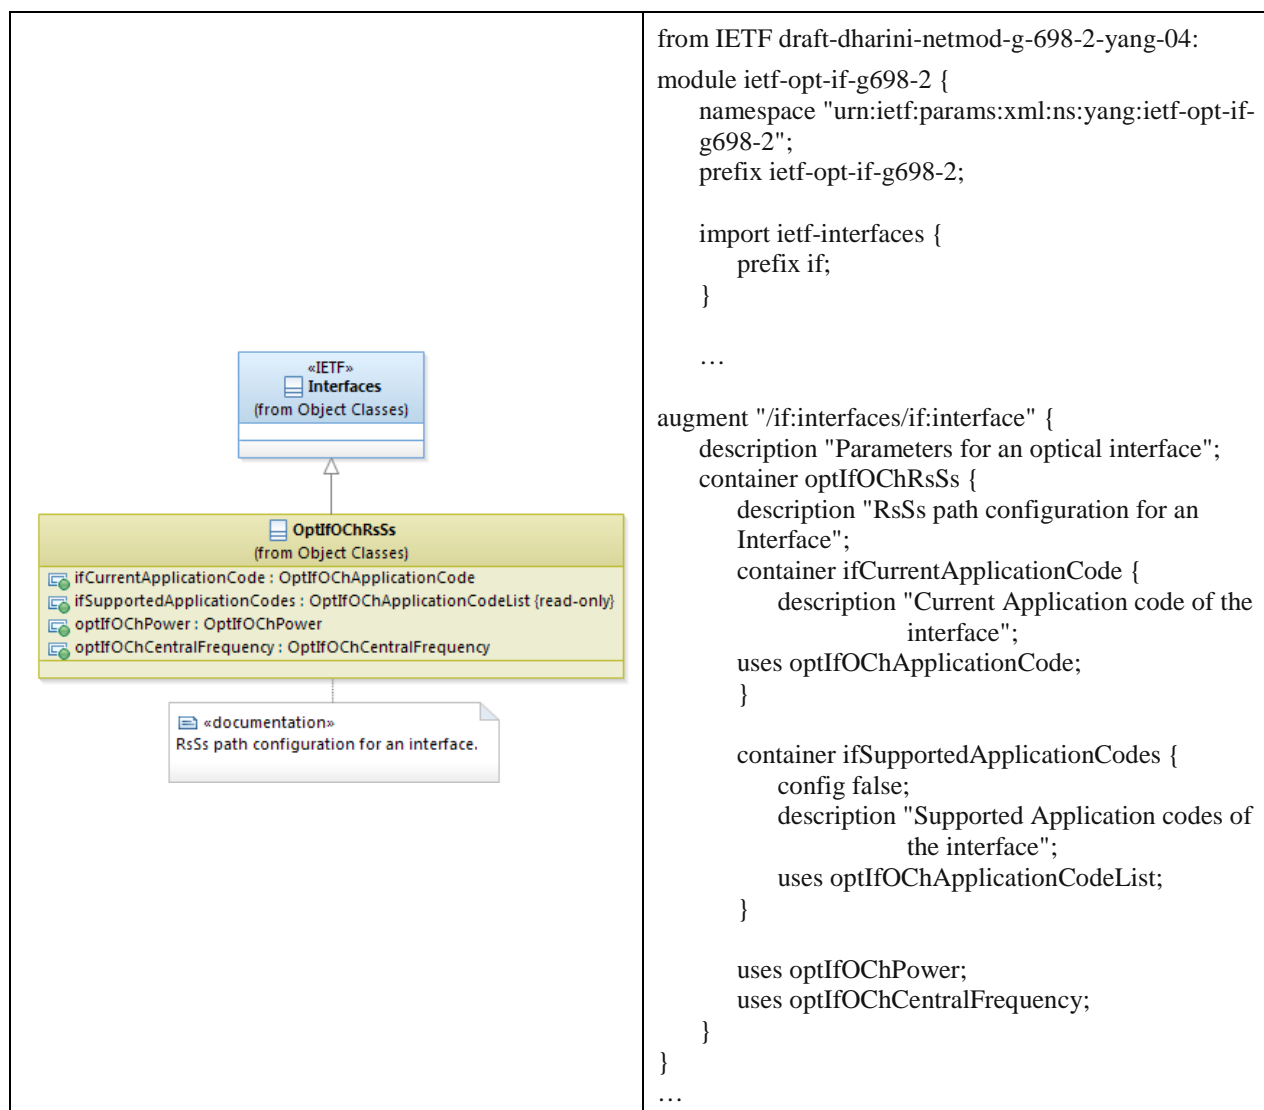 «IETF»
Interfaces
(from Object Classes)
OptIfOChRsSs
(from Object Classes)
ifCurrentApplicationCode : OptIfOChApplicationCode
ifSupportedApplicationCodes : OptIfOChApplicationCodeList {read-only}
optIfOChPower : OptIfOChPower
optIfOChCentralFrequency : OptIfOChCentralFrequency
«documentation»
RsSs path configuration for an interface.
from IETF draft-dharini-netmod-g-698-2-yang-04:
module ietf-opt-if-g698-2 {
namespace "urn:ietf:params:xml:ns:yang:ietf-opt-if-
g698-2";
prefix ietf-opt-if-g698-2;
import ietf-interfaces {
prefix if;
}
…
augment "/if:interfaces/if:interface" {
description "Parameters for an optical interface";
container optIfOChRsSs {
description "RsSs path configuration for an
Interface";
container ifCurrentApplicationCode {
description "Current Application code of the
interface";
uses optIfOChApplicationCode;
}
container ifSupportedApplicationCodes {
config false;
description "Supported Application codes of
the interface";
uses optIfOChApplicationCodeList;
}
uses optIfOChPower;
uses optIfOChCentralFrequency;
}
}
…